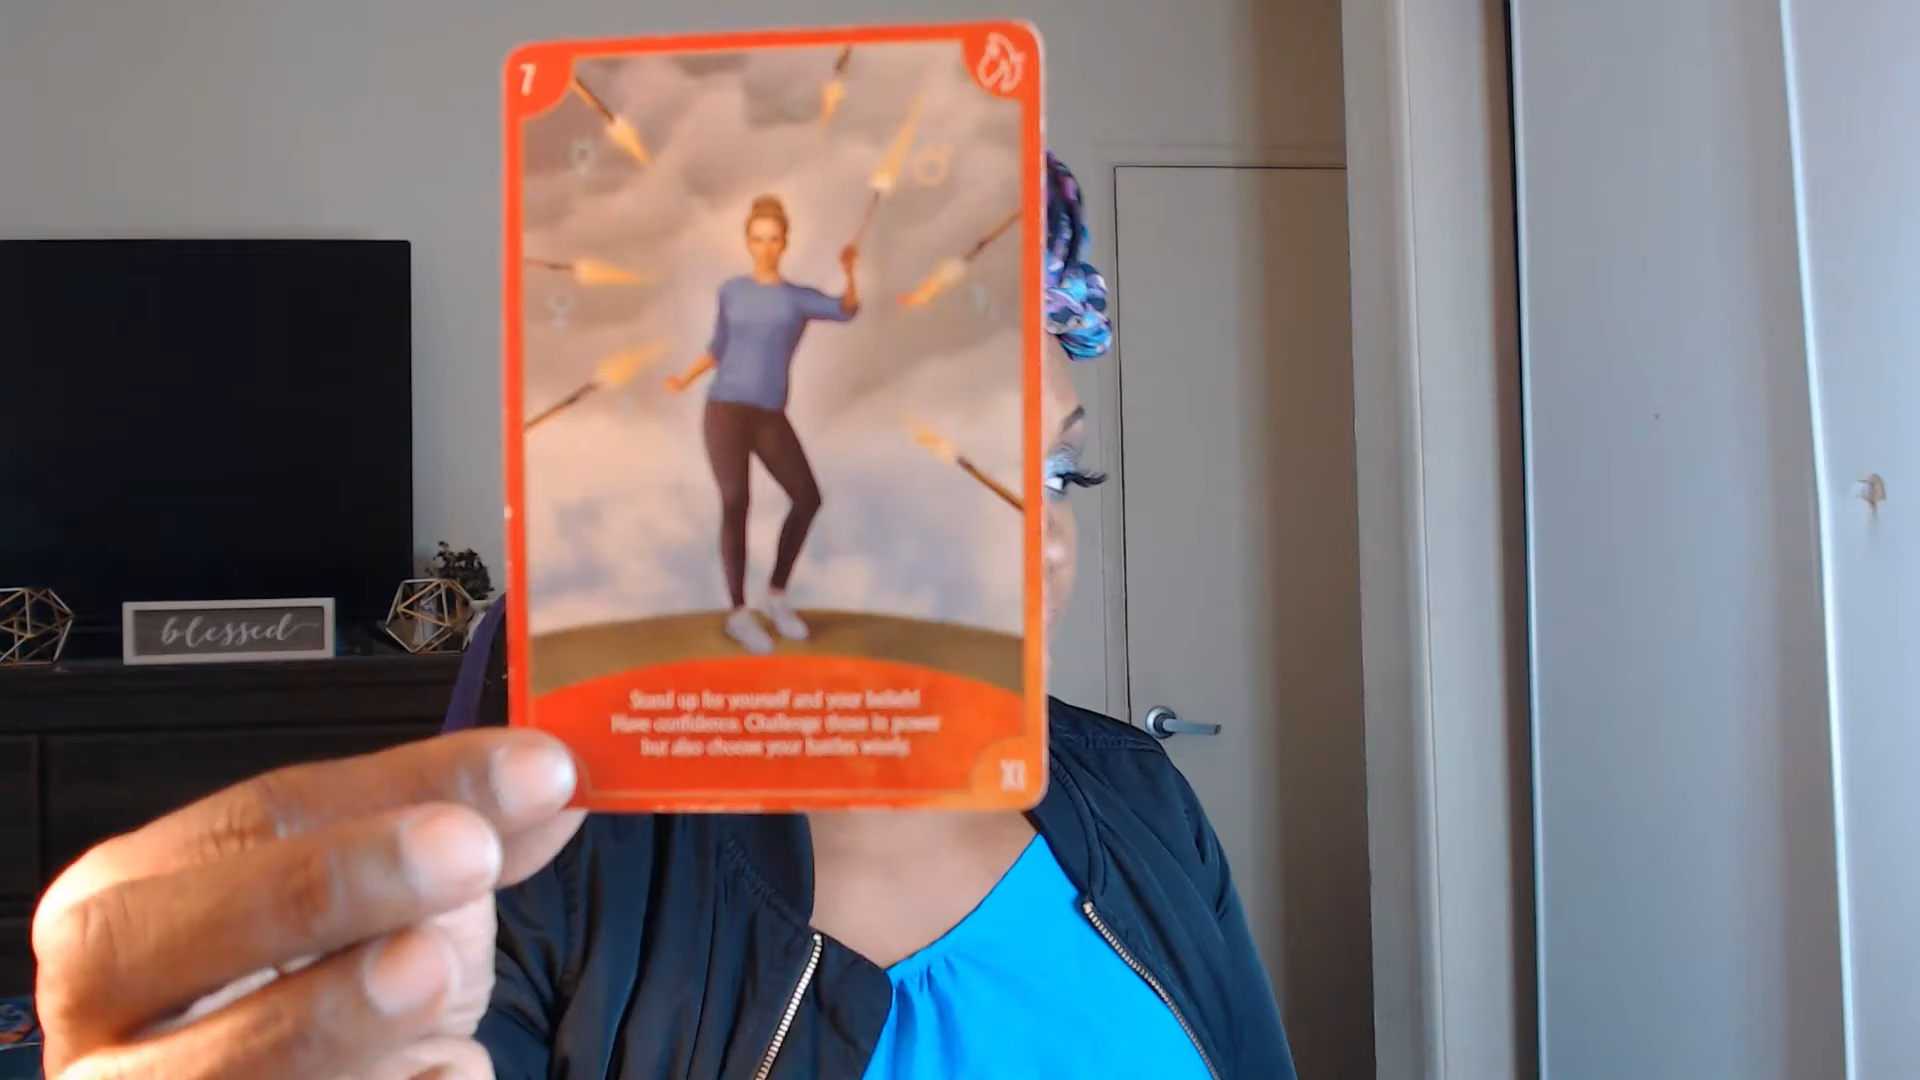 7
Stand up for yourself and your beliefs!
Have confidence. Challenge those in power
but also choose your battles wisely.
XI
blessed